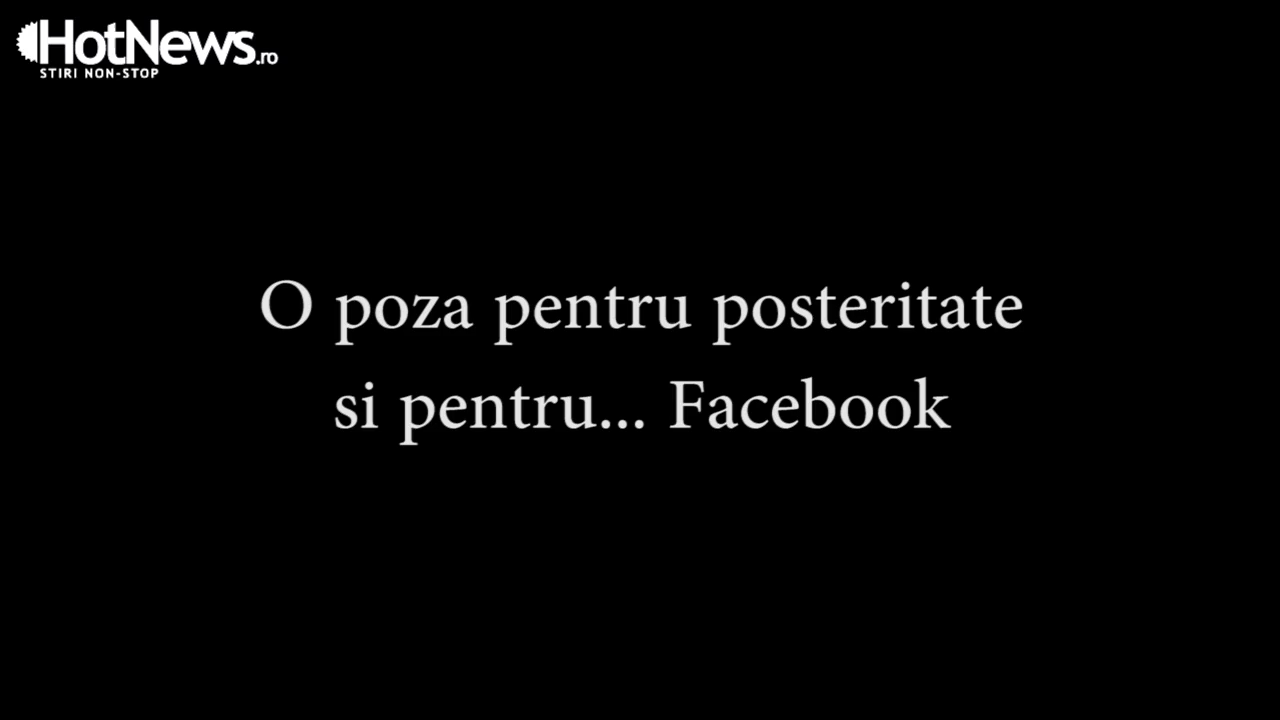 HotNews.ro
STIRI NON-STOP
O poza pentru posteritate
si pentru... Facebook